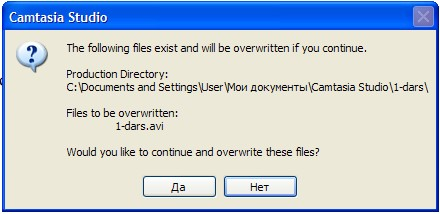 Camtasia Studio
The following files exist and will be overwritten if you continue.
Production Directory:
C:\Documents and Settings\User\Мои документы\Camtasia Studio\1-dars\
Files to be overwritten:
1-dars.avi
Would you like to continue and overwrite these files?
Да Нет